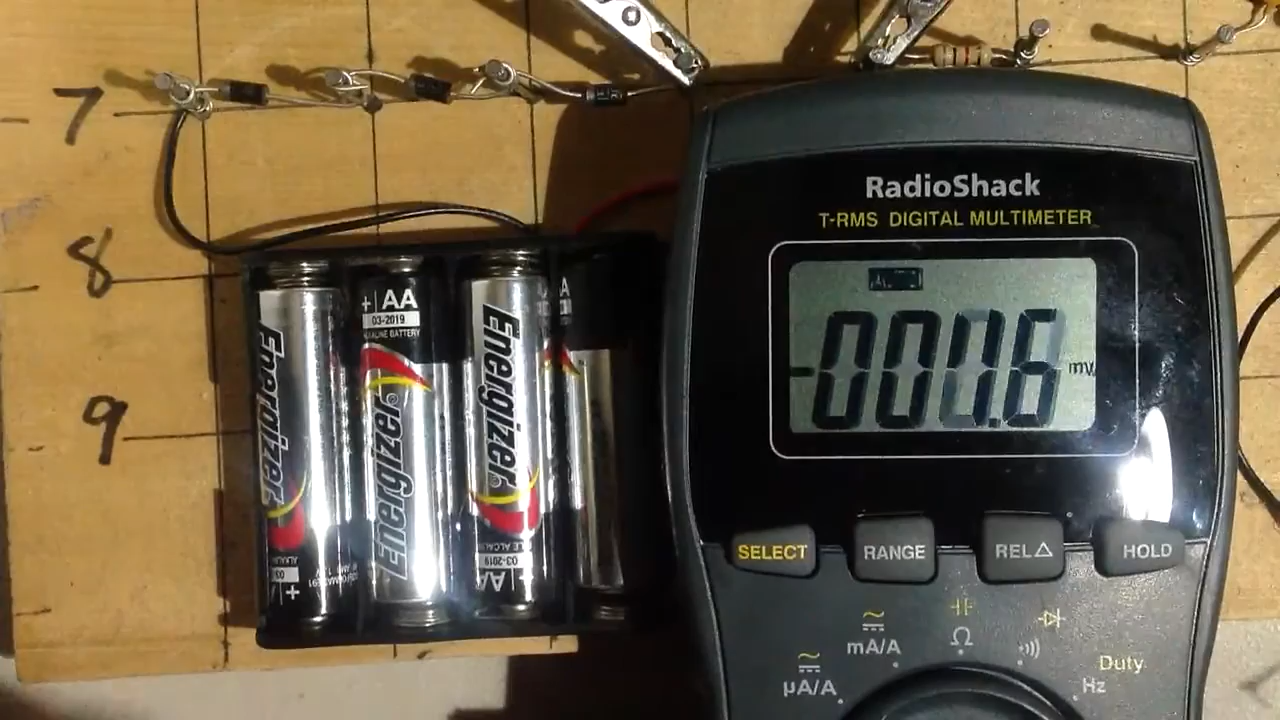 7
8
9
RadioShack
T-RMS DIGITAL MULTIMETER
-000.6
mV
SELECT
RANGE
REL△
HOLD
mA/A
Ω
µA/A
Duty
Hz
Energizer
+ AA
03-2019
Energizer
Energizer
03-2019
AA
+